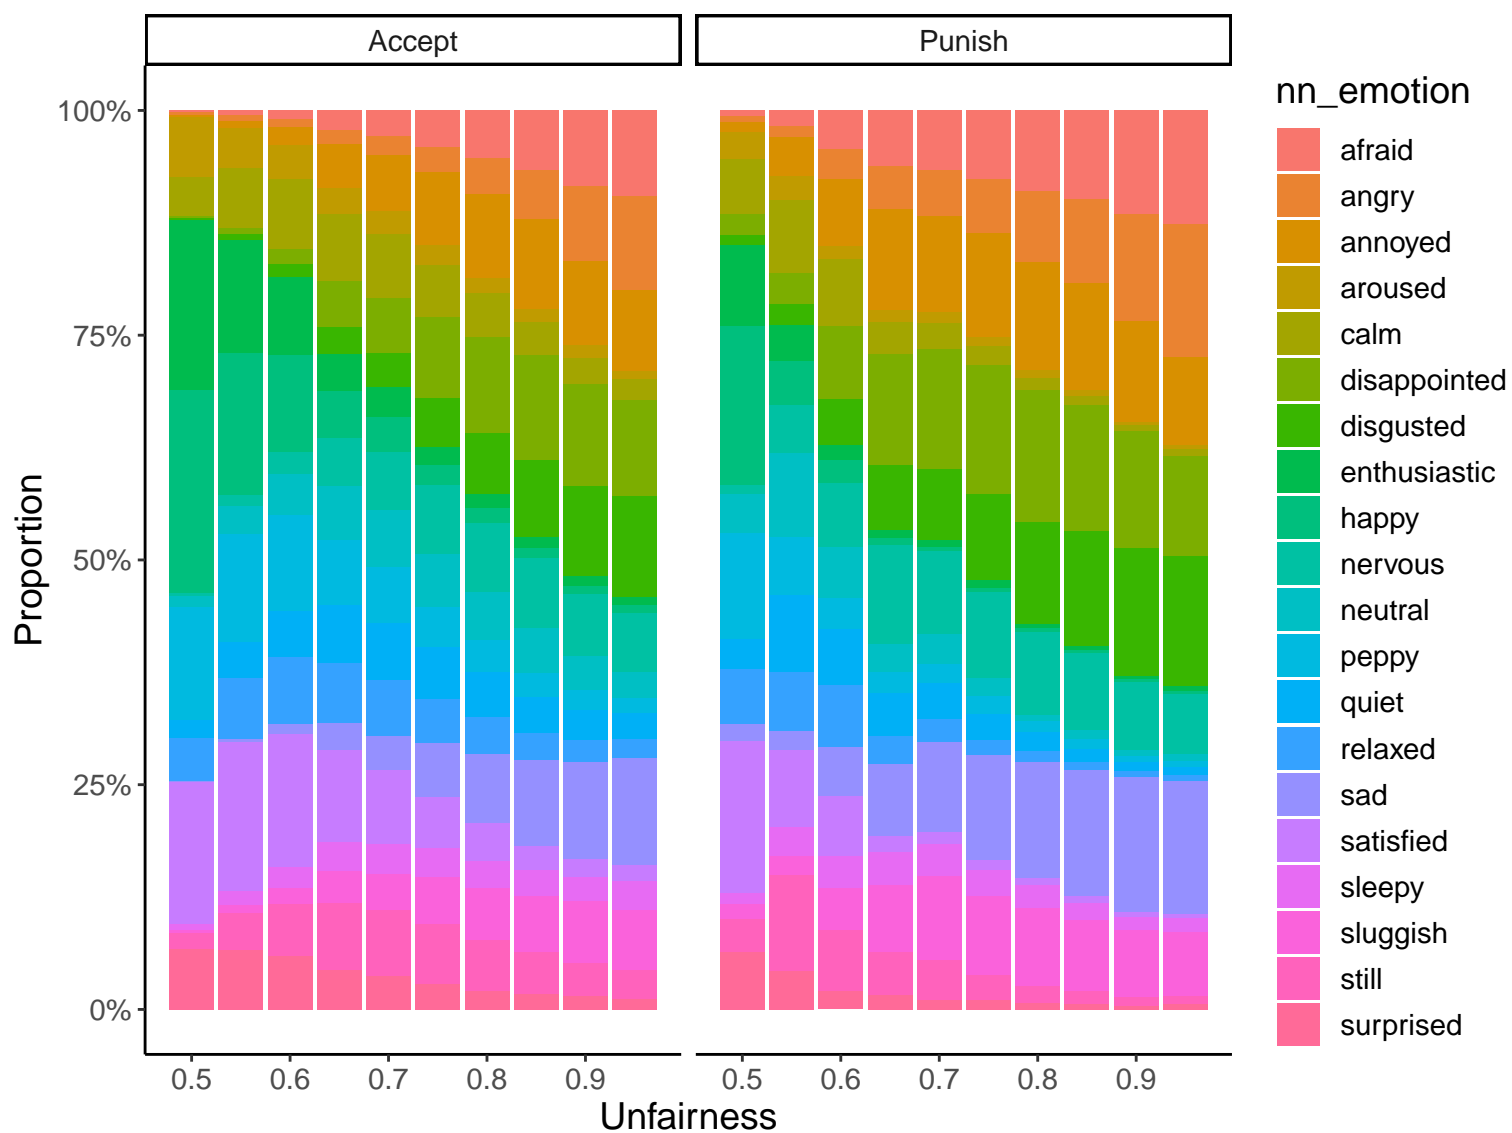 Accept
Punish
nn_emotion
afraid
angry
annoyed
aroused
calm
disappointed
disgusted
enthusiastic
happy
nervous
neutral
peppy
quiet
relaxed
sad
satisfied
sleepy
sluggish
still
surprised
Proportion
100%
75%
50%
25%
0%
0.5 0.6 0.7 0.8 0.9
0.5 0.6 0.7 0.8 0.9
Unfairness